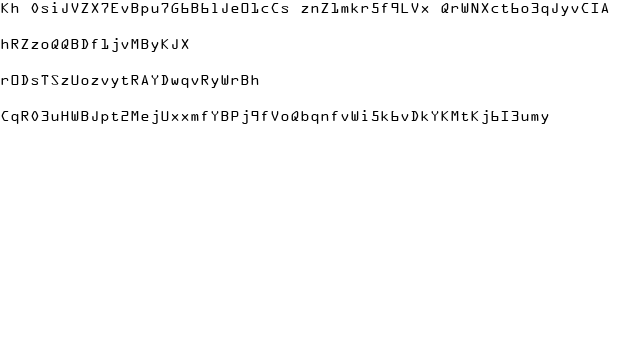 Kh 0siJVZX7EvBpu7G6B6lJeO1cCs znZ1mkr5f9LVx QrWNXct6o3qJyvCIA
hRZzoQQBDf1jvMByKJX
rODsTSzUozvytRAYDwqvRyWrBh
CqR03uHWBJpt2MejUxxmfYBPj9fVoQbqnfvWi5k6vDkYKMtKj6I3umy